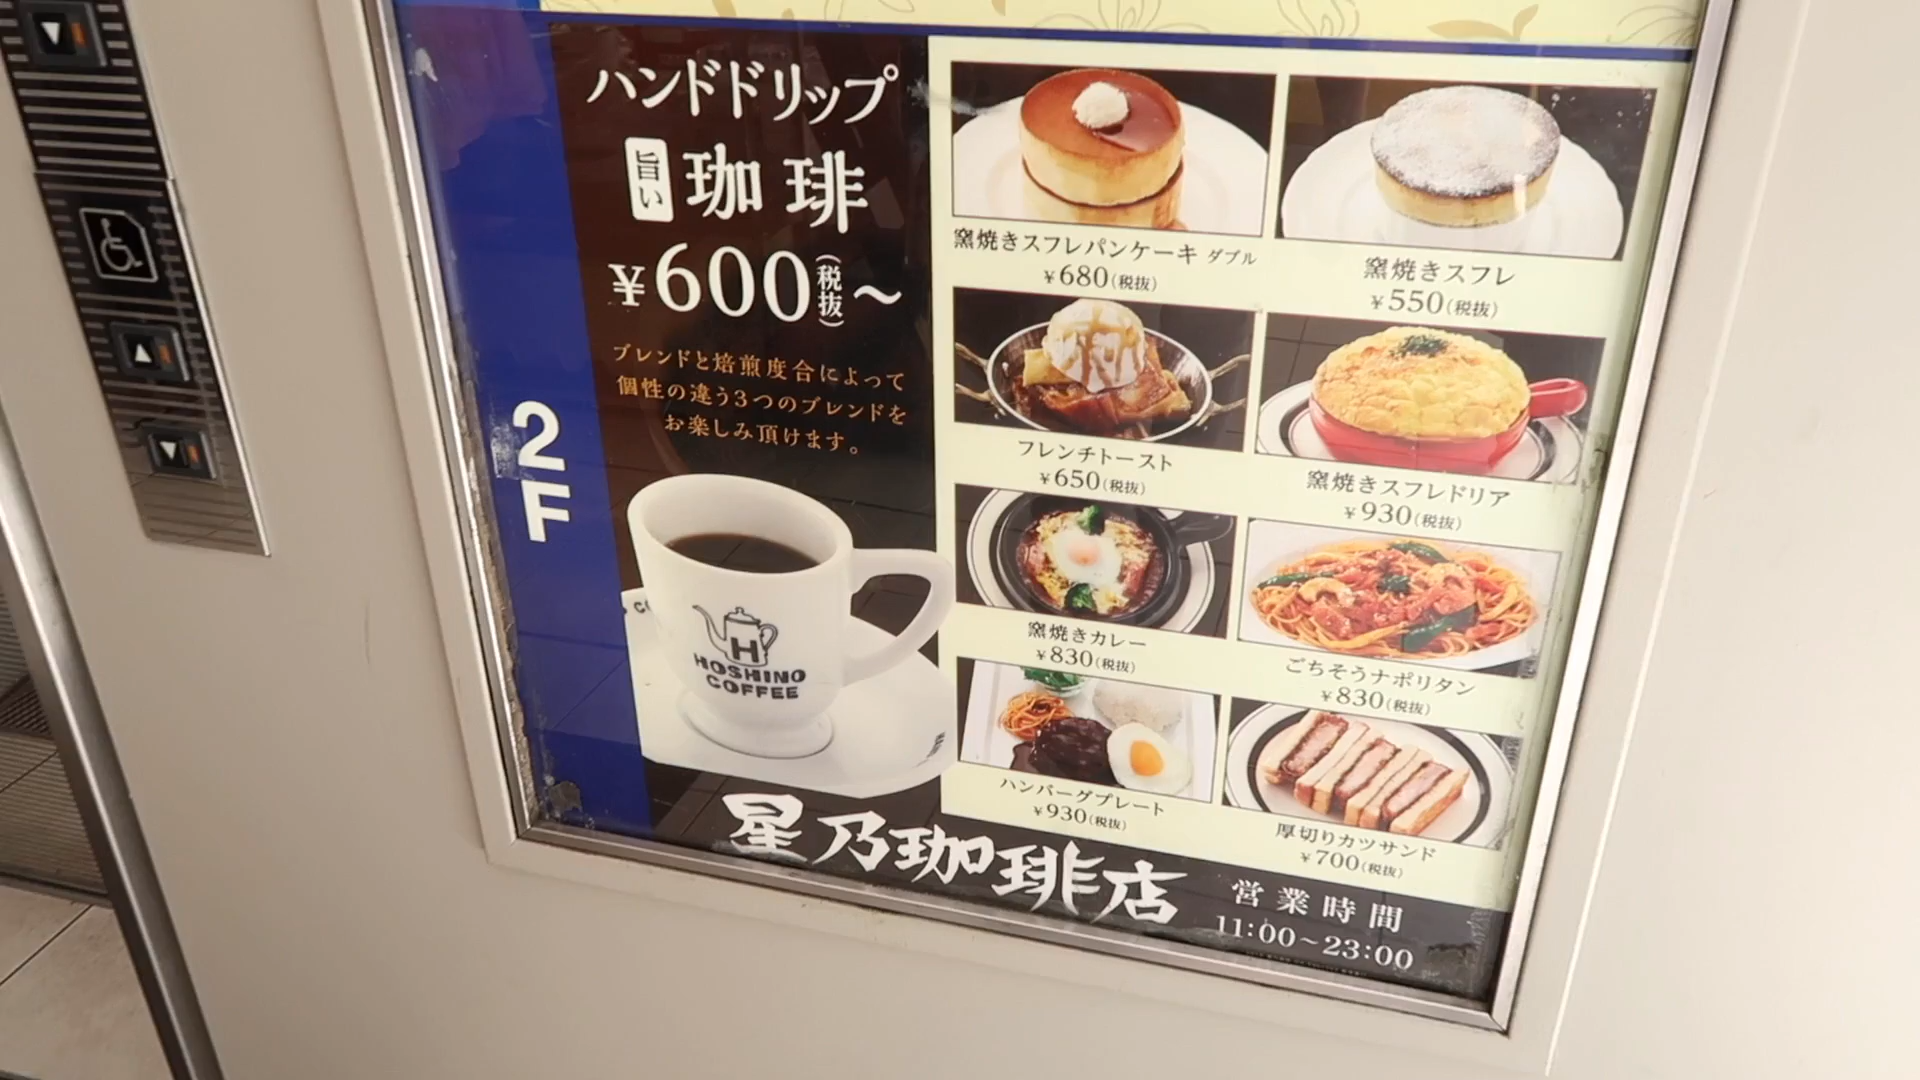 ハンドドリップ
旨い 珈琲
¥600(税抜)～
ブレンドと焙煎度合によって
個性の違う3つのブレンドを
お楽しみ頂けます。
2F
HOSHINO
COFFEE
窯焼きスフレパンケーキ ダブル
¥680(税抜)
窯焼きスフレ
¥550(税抜)
フレンチトースト
¥650(税抜)
窯焼きスフレドリア
¥930(税抜)
窯焼きカレー
¥830(税抜)
ごちそうナポリタン
¥830(税抜)
ハンバーグプレート
¥930(税抜)
厚切りカツサンド
¥700(税抜)
星乃珈琲店
営業時間
11:00~23:00